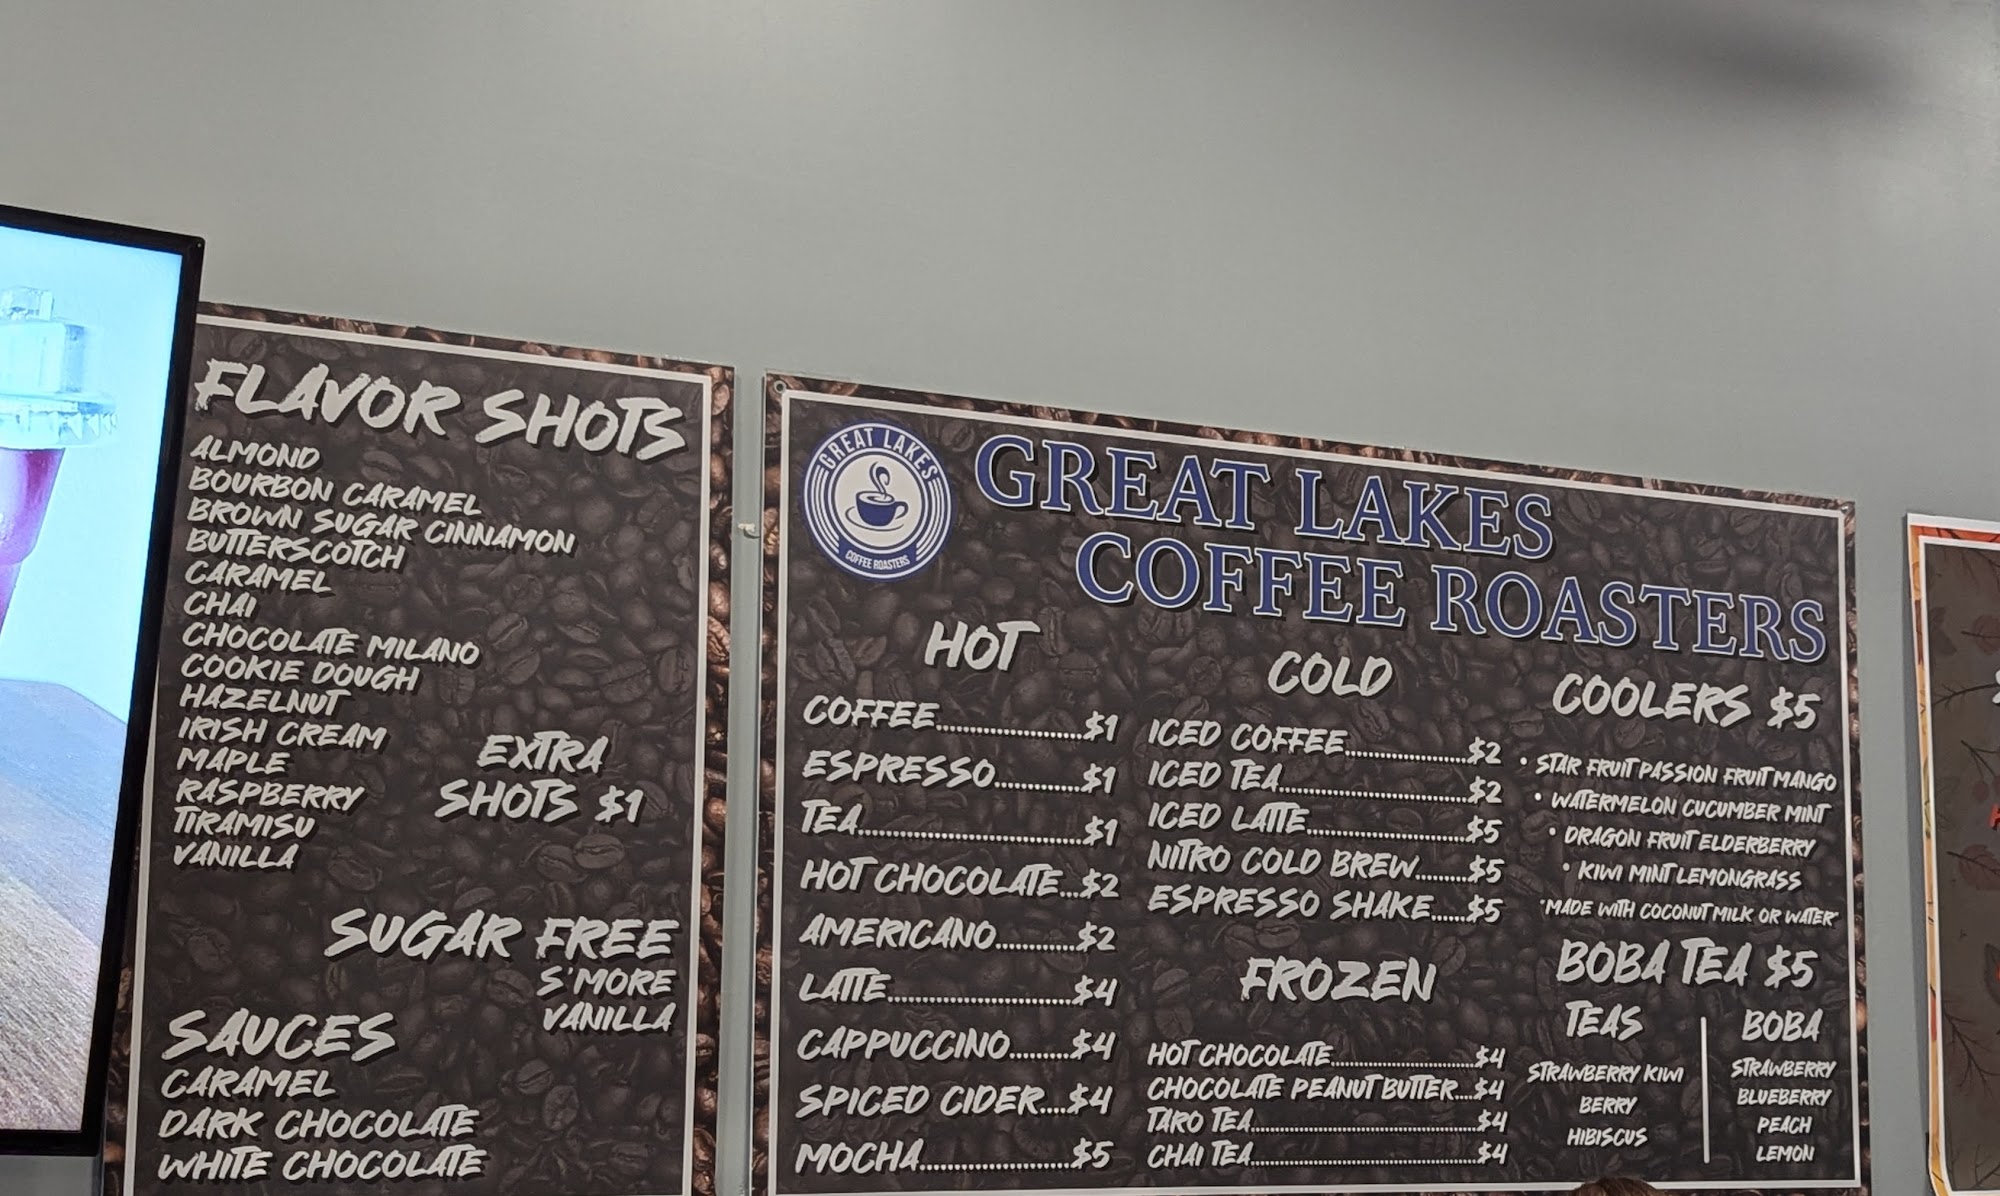 FLAVOR SHOTS
ALMOND
BOURBON CARAMEL
BROWN SUGAR CINNAMON
BUTTERSCOTCH
CARAMEL
CHAI
CHOCOLATE MILANO
COOKIE DOUGH
HAZELNUT
IRISH CREAM
MAPLE
RASPBERRY
TIRAMISU
VANILLA
EXTRA
SHOTS $1
SUGAR FREE
S'MORE
VANILLA
SAUCES
CARAMEL
DARK CHOCOLATE
WHITE CHOCOLATE
GREAT LAKES
COFFEE ROASTERS
GREAT LAKES
COFFEE ROASTERS
HOT
COFFEE..............................$1
ESPRESSO..................$1
TEA..............................................$1
HOT CHOCOLATE...$2
AMERICANO................$2
LATTE.....................................$4
CAPPUCCINO.........$4
SPICED CIDER....$4
MOCHA..............................$5
COLD
ICED COFFEE........................$2
ICED TEA......................................$2
ICED LATTE................................$5
NITRO COLD BREW.........$5
ESPRESSO SHAKE......$5
FROZEN
HOT CHOCOLATE................................$4
CHOCOLATE PEANUT BUTTER....$4
TARO TEA........................................................$4
CHAI TEA........................................................$4
COOLERS $5
• STAR FRUIT PASSION FRUIT MANGO
• WATERMELON CUCUMBER MINT
• DRAGON FRUIT ELDERBERRY
• KIWI MINT LEMONGRASS
*MADE WITH COCONUT MILK OR WATER*
BOBA TEA $5
TEAS
STRAWBERRY KIWI
BERRY
HIBISCUS
BOBA
STRAWBERRY
BLUEBERRY
PEACH
LEMON